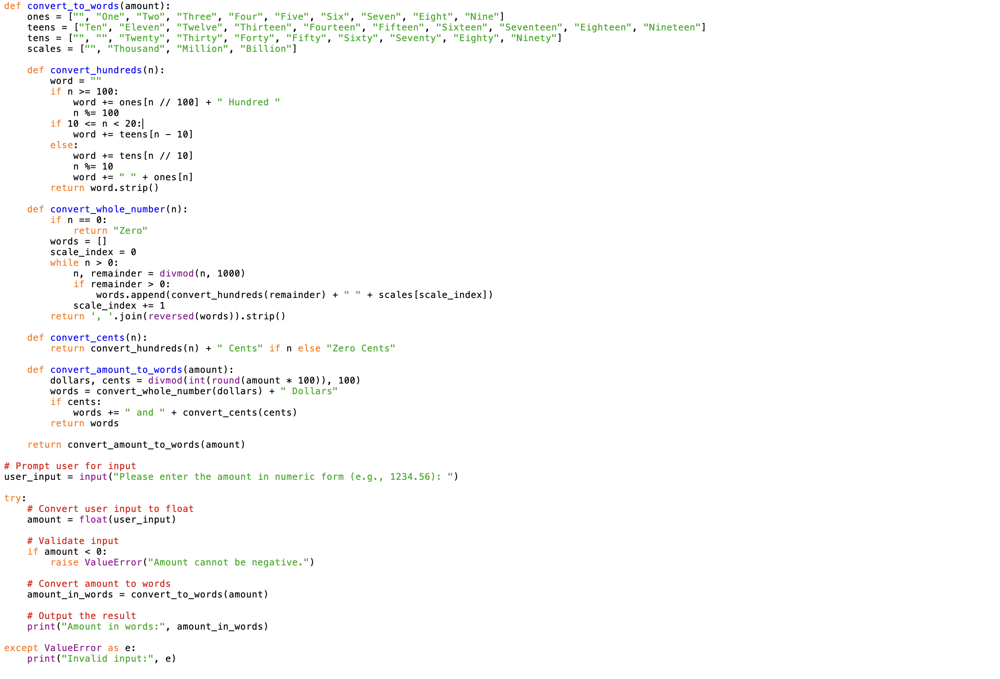 def convert_to_words(amount):
    ones = ["", "One", "Two", "Three", "Four", "Five", "Six", "Seven", "Eight", "Nine"]
    teens = ["Ten", "Eleven", "Twelve", "Thirteen", "Fourteen", "Fifteen", "Sixteen", "Seventeen", "Eighteen", "Nineteen"]
    tens = ["", "", "Twenty", "Thirty", "Forty", "Fifty", "Sixty", "Seventy", "Eighty", "Ninety"]
    scales = ["", "Thousand", "Million", "Billion"]

    def convert_hundreds(n):
        word = ""
        if n >= 100:
            word += ones[n // 100] + " Hundred "
            n %= 100
        if 10 <= n < 20:
            word += teens[n - 10]
        else:
            word += tens[n // 10]
            n %= 10
            word += " " + ones[n]
        return word.strip()

    def convert_whole_number(n):
        if n == 0:
            return "Zero"
        words = []
        scale_index = 0
        while n > 0:
            n, remainder = divmod(n, 1000)
            if remainder > 0:
                words.append(convert_hundreds(remainder) + " " + scales[scale_index])
            scale_index += 1
        return ', '.join(reversed(words)).strip()

    def convert_cents(n):
        return convert_hundreds(n) + " Cents" if n else "Zero Cents"

    def convert_amount_to_words(amount):
        dollars, cents = divmod(int(round(amount * 100)), 100)
        words = convert_whole_number(dollars) + " Dollars"
        if cents:
            words += " and " + convert_cents(cents)
        return words

    return convert_amount_to_words(amount)

# Prompt user for input
user_input = input("Please enter the amount in numeric form (e.g., 1234.56): ")

try:
    # Convert user input to float
    amount = float(user_input)

    # Validate input
    if amount < 0:
        raise ValueError("Amount cannot be negative.")

    # Convert amount to words
    amount_in_words = convert_to_words(amount)

    # Output the result
    print("Amount in words:", amount_in_words)

except ValueError as e:
    print("Invalid input:", e)